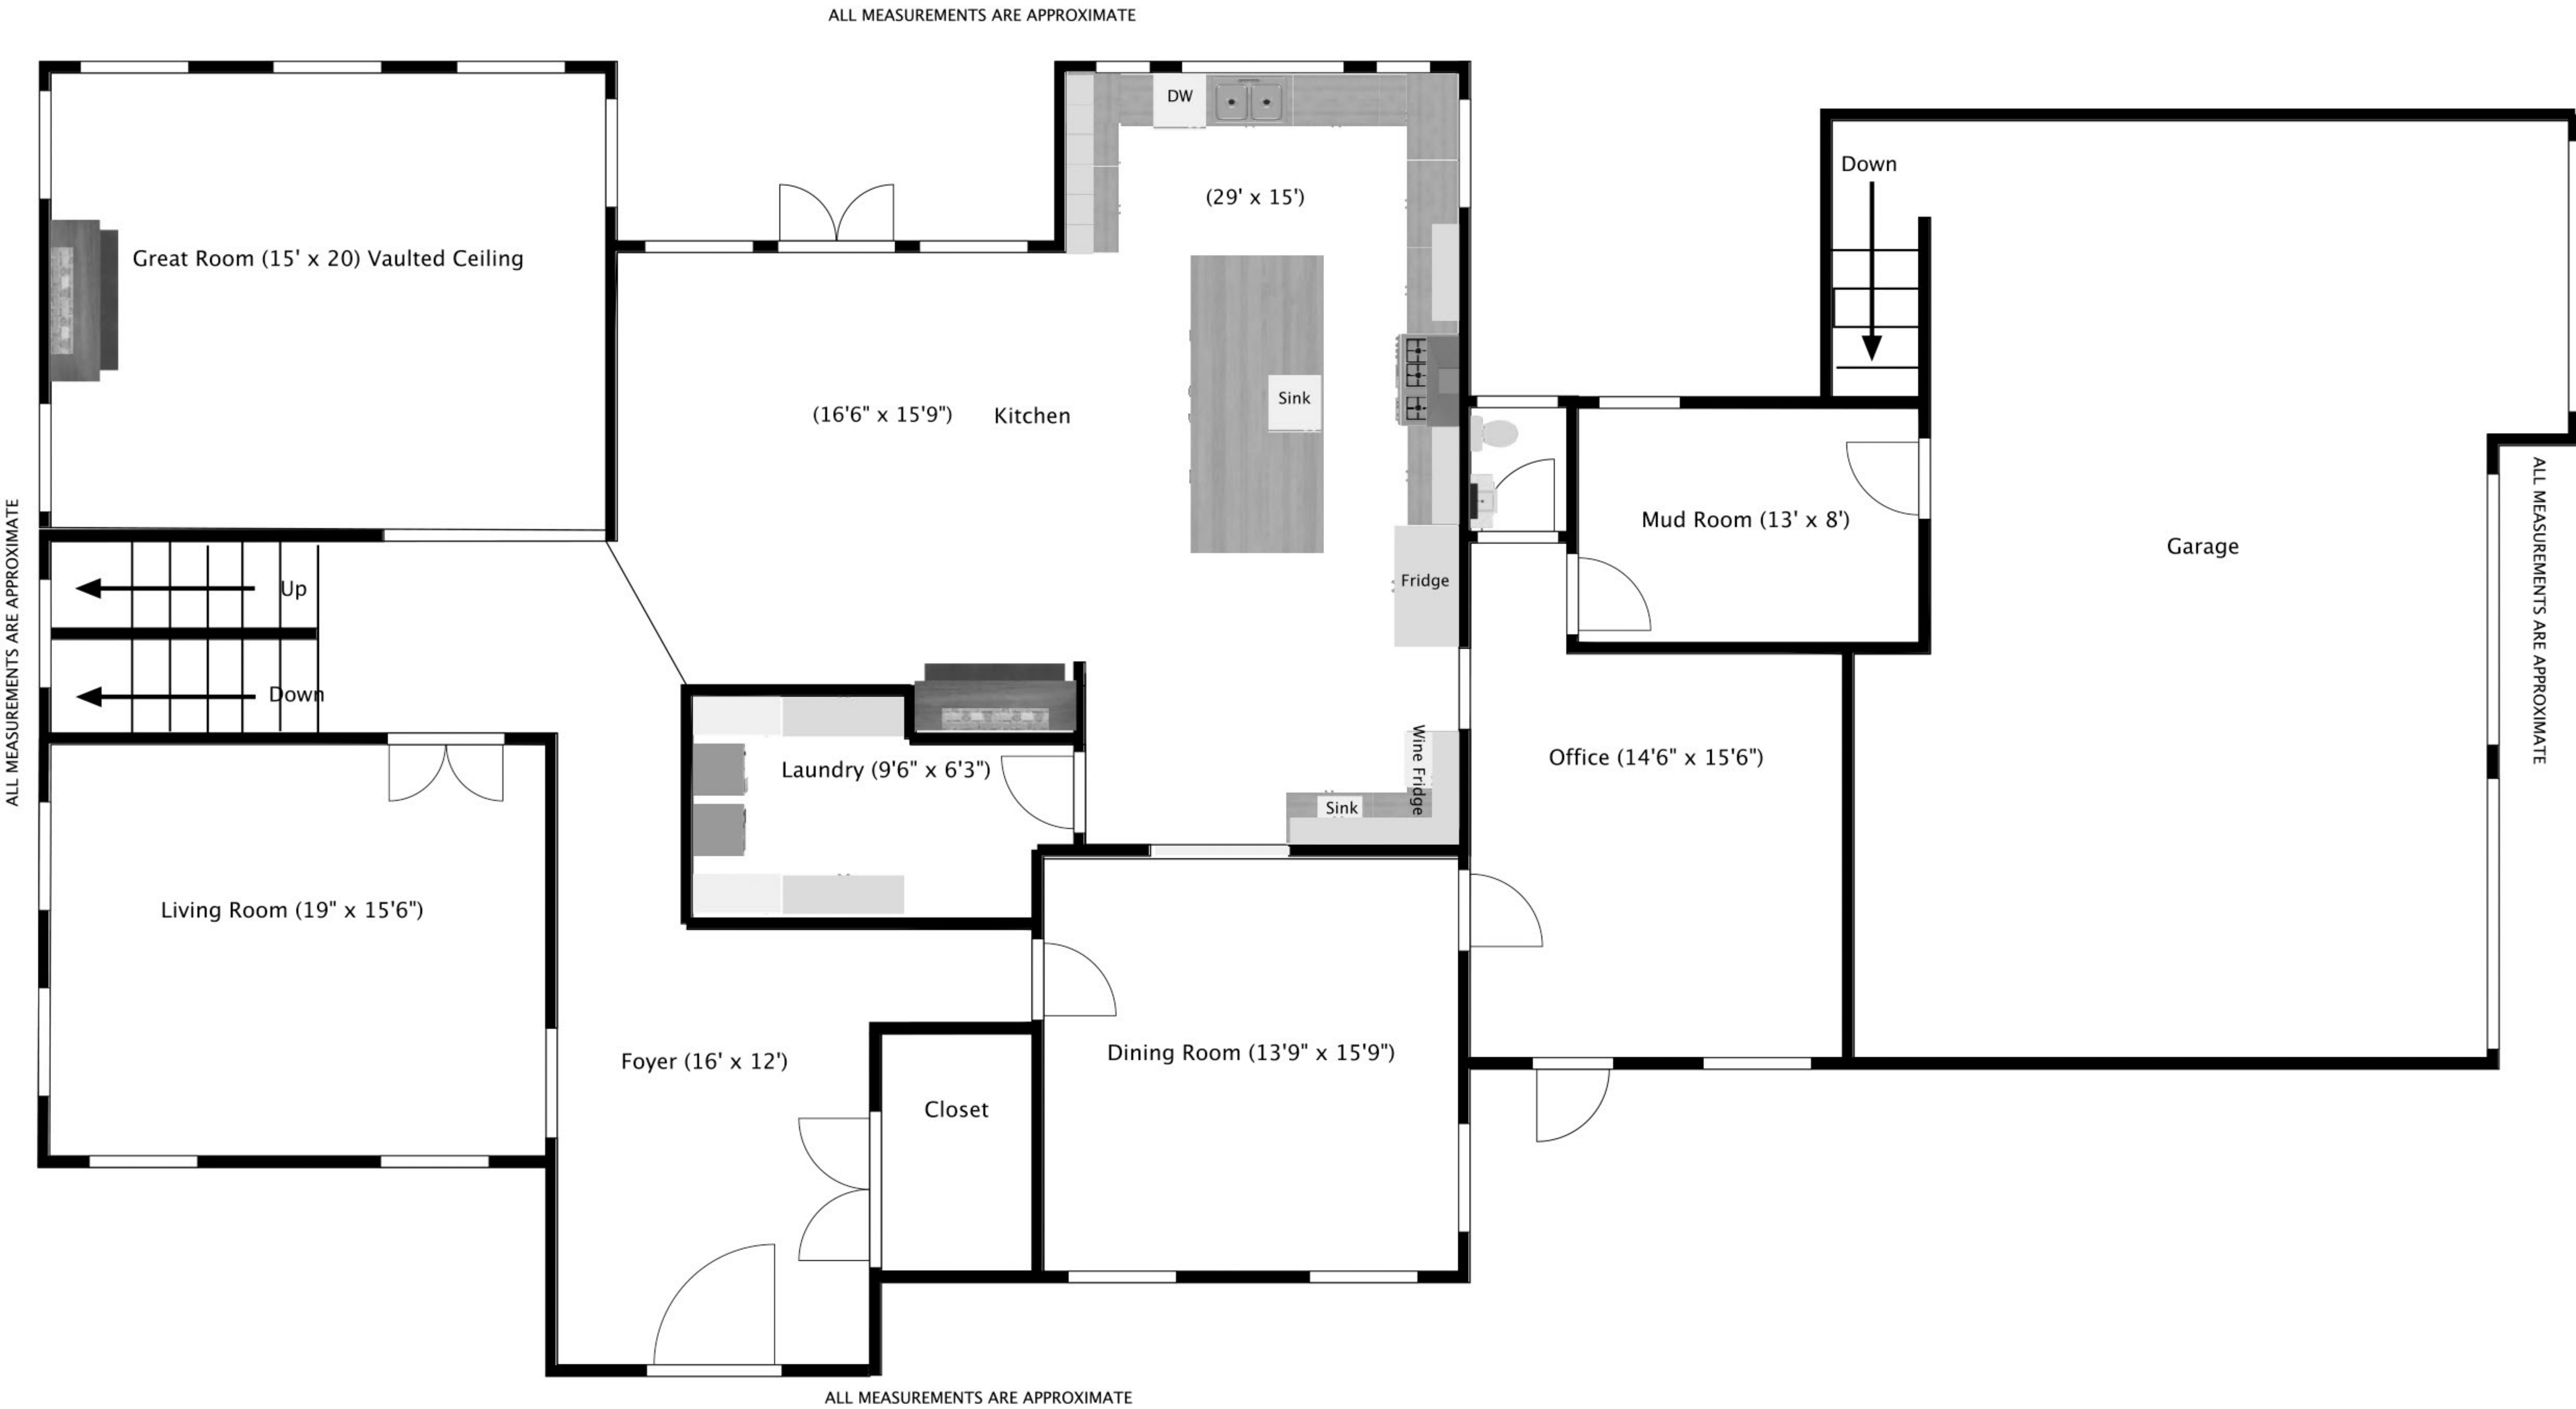 ALL MEASUREMENTS ARE APPROXIMATE
DW
(29' x 15')
Down
Great Room (15' x 20) Vaulted Ceiling
Sink
(16'6" x 15'9")
Kitchen
Mud Room (13' x 8')
Garage
ALL MEASUREMENTS ARE APPROXIMATE
ALL MEASUREMENTS ARE APPROXIMATE
Up
Fridge
Down
Wine Fridge
Laundry (9'6" x 6'3")
Office (14'6" x 15'6")
Sink
Living Room (19" x 15'6")
Foyer (16' x 12')
Dining Room (13'9" x 15'9")
Closet
ALL MEASUREMENTS ARE APPROXIMATE